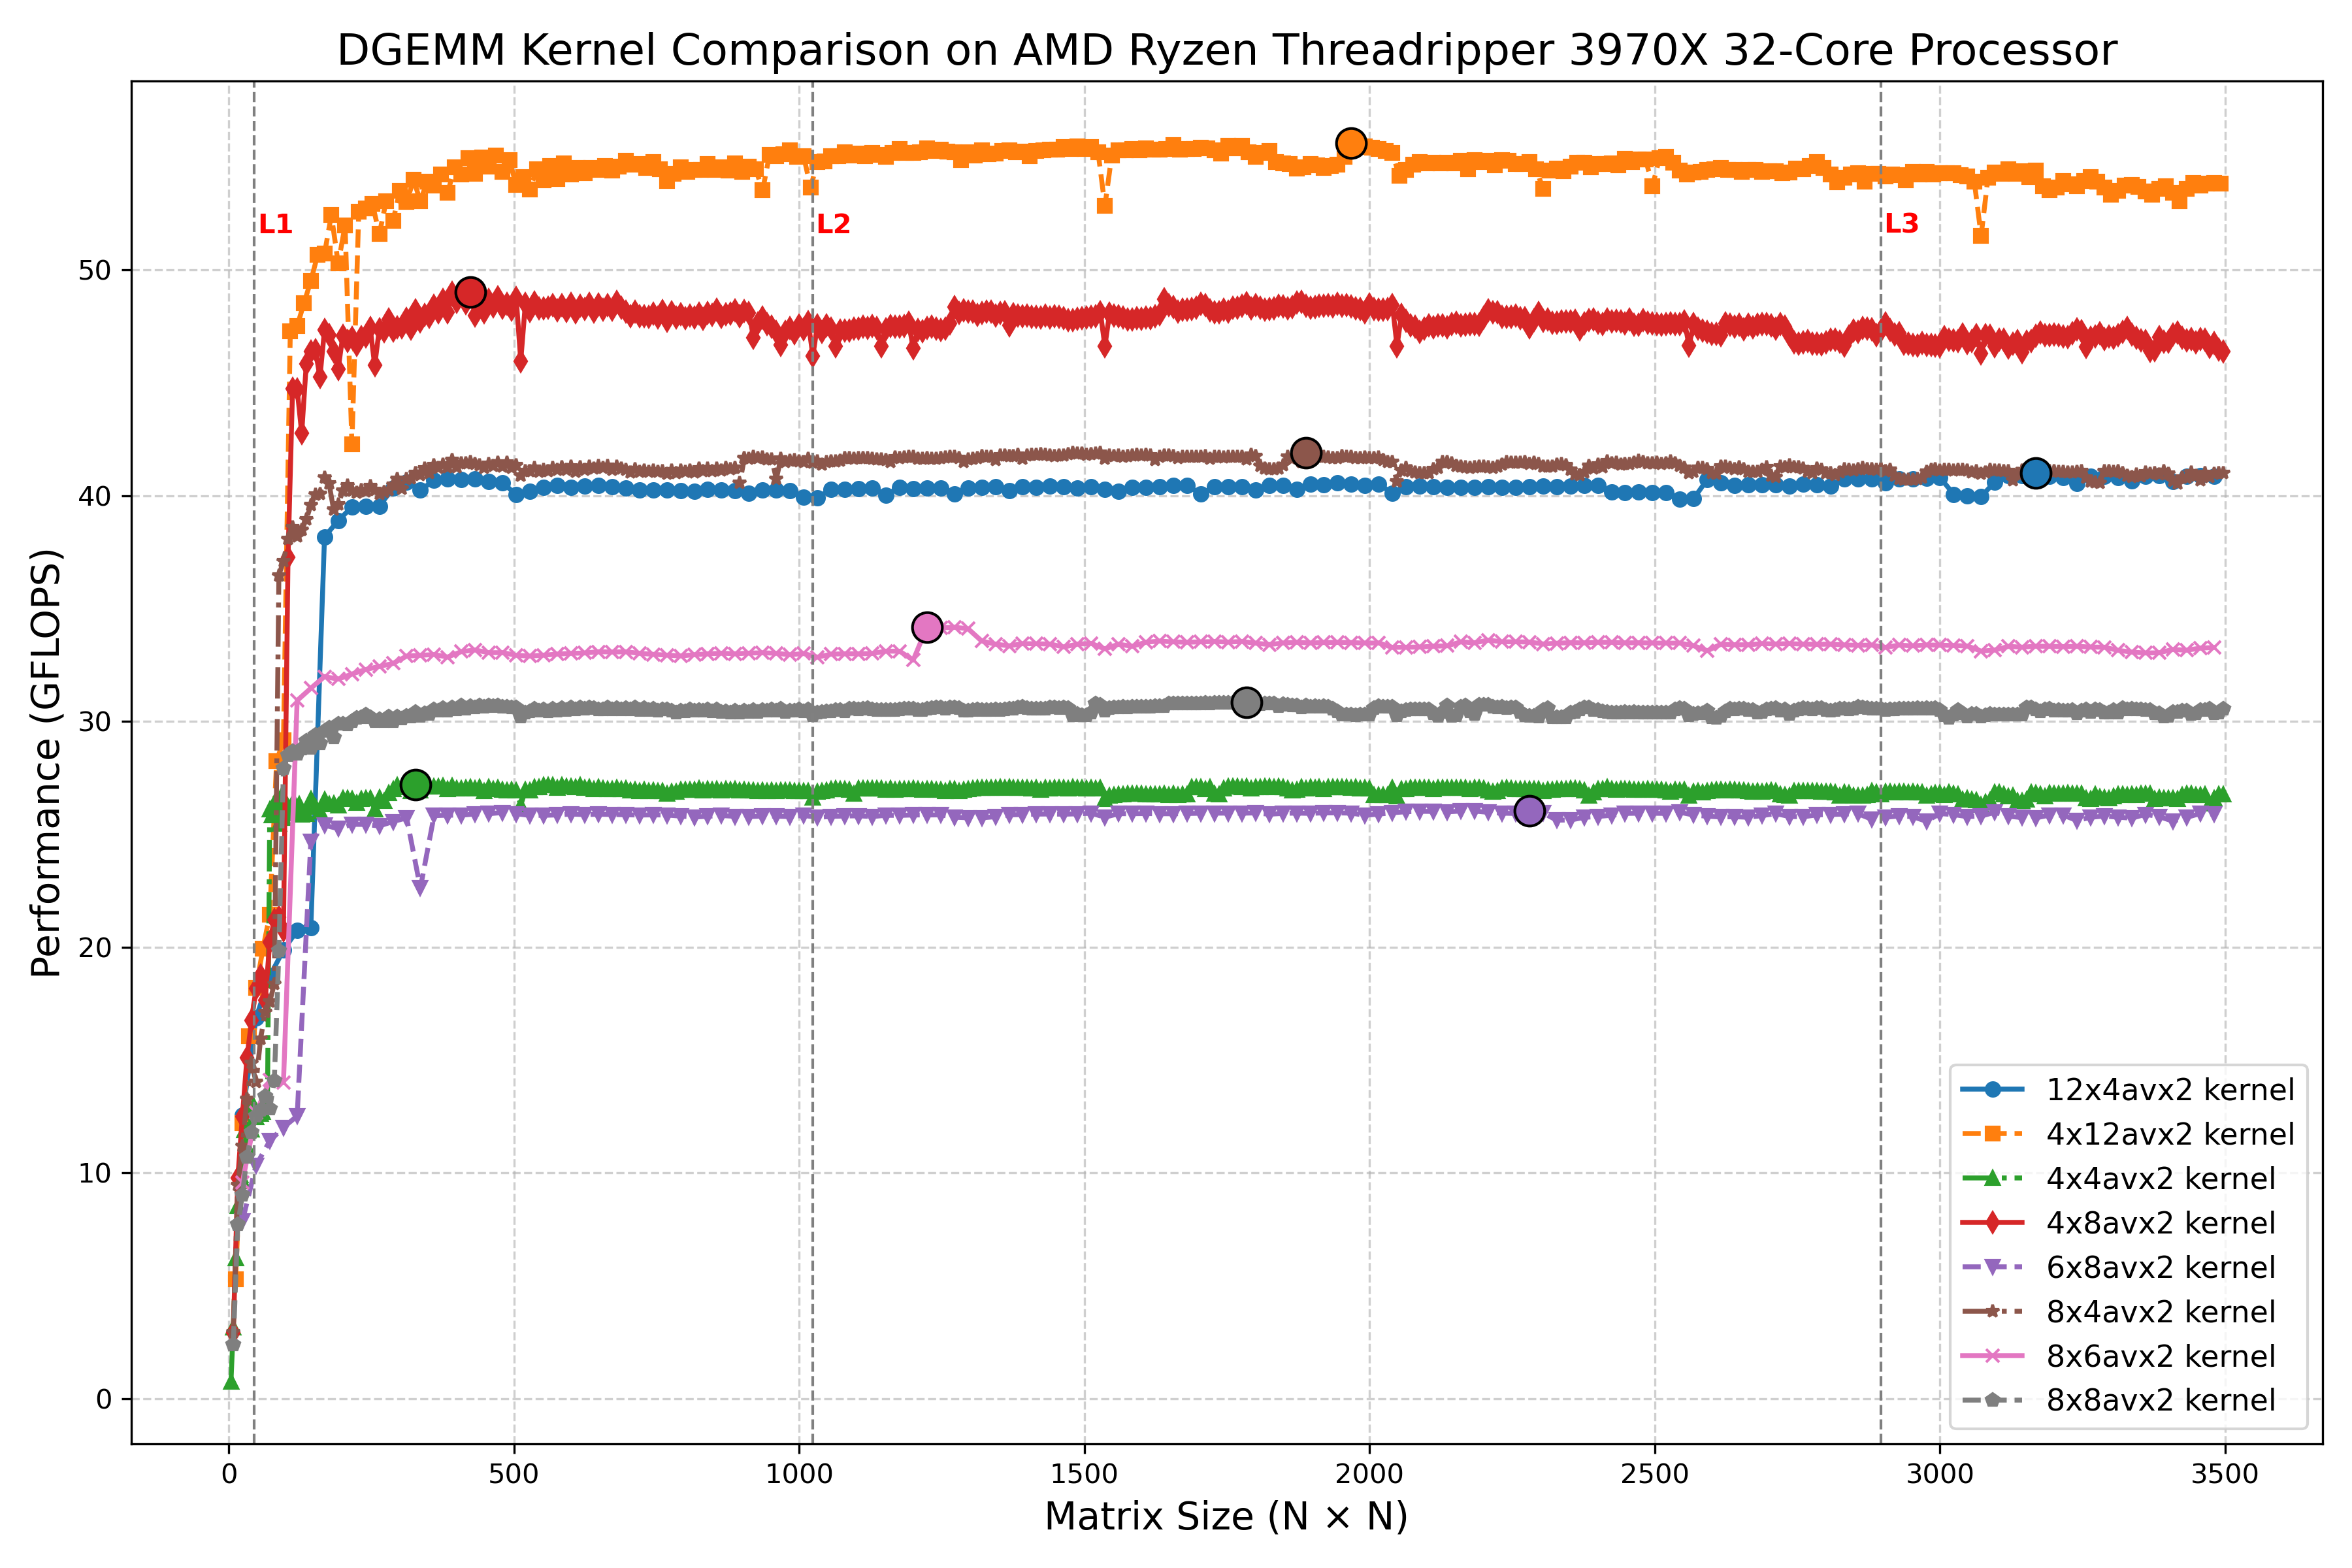 DGEMM Kernel Comparison on AMD Ryzen Threadripper 3970X 32-Core Processor
Performance (GFLOPS)
50
40
30
20
10
0
L1
L2
L3
12x4avx2 kernel
4x12avx2 kernel
4x4avx2 kernel
4x8avx2 kernel
6x8avx2 kernel
8x4avx2 kernel
8x6avx2 kernel
8x8avx2 kernel
0 500 1000 1500 2000 2500 3000 3500
Matrix Size (N × N)